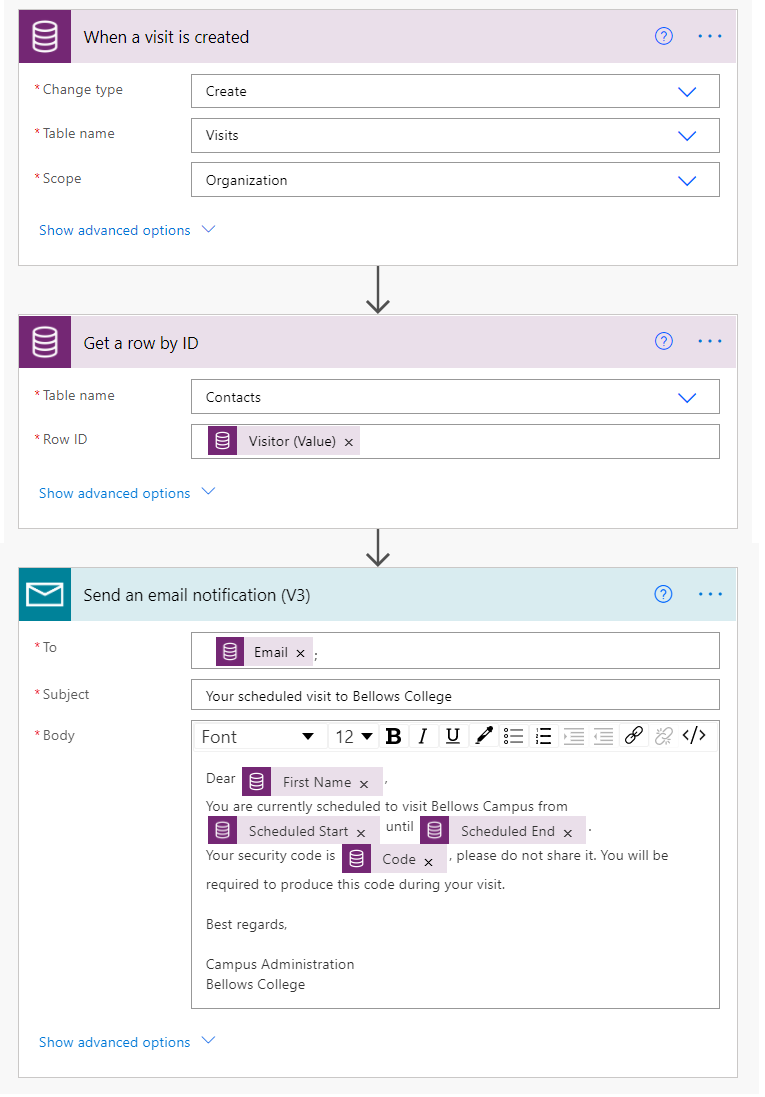 When a visit is created
* Change type Create
* Table name Visits
* Scope Organization
Show advanced options
Get a row by ID
* Table name Contacts
* Row ID Visitor (Value) ×
Show advanced options
Send an email notification (V3)
* To Email × ;
* Subject Your scheduled visit to Bellows College
* Body Font 12 B I U </>
Dear First Name × ,
You are currently scheduled to visit Bellows Campus from
Scheduled Start × until Scheduled End × .
Your security code is Code × , please do not share it. You will be
required to produce this code during your visit.
Best regards,
Campus Administration
Bellows College
Show advanced options